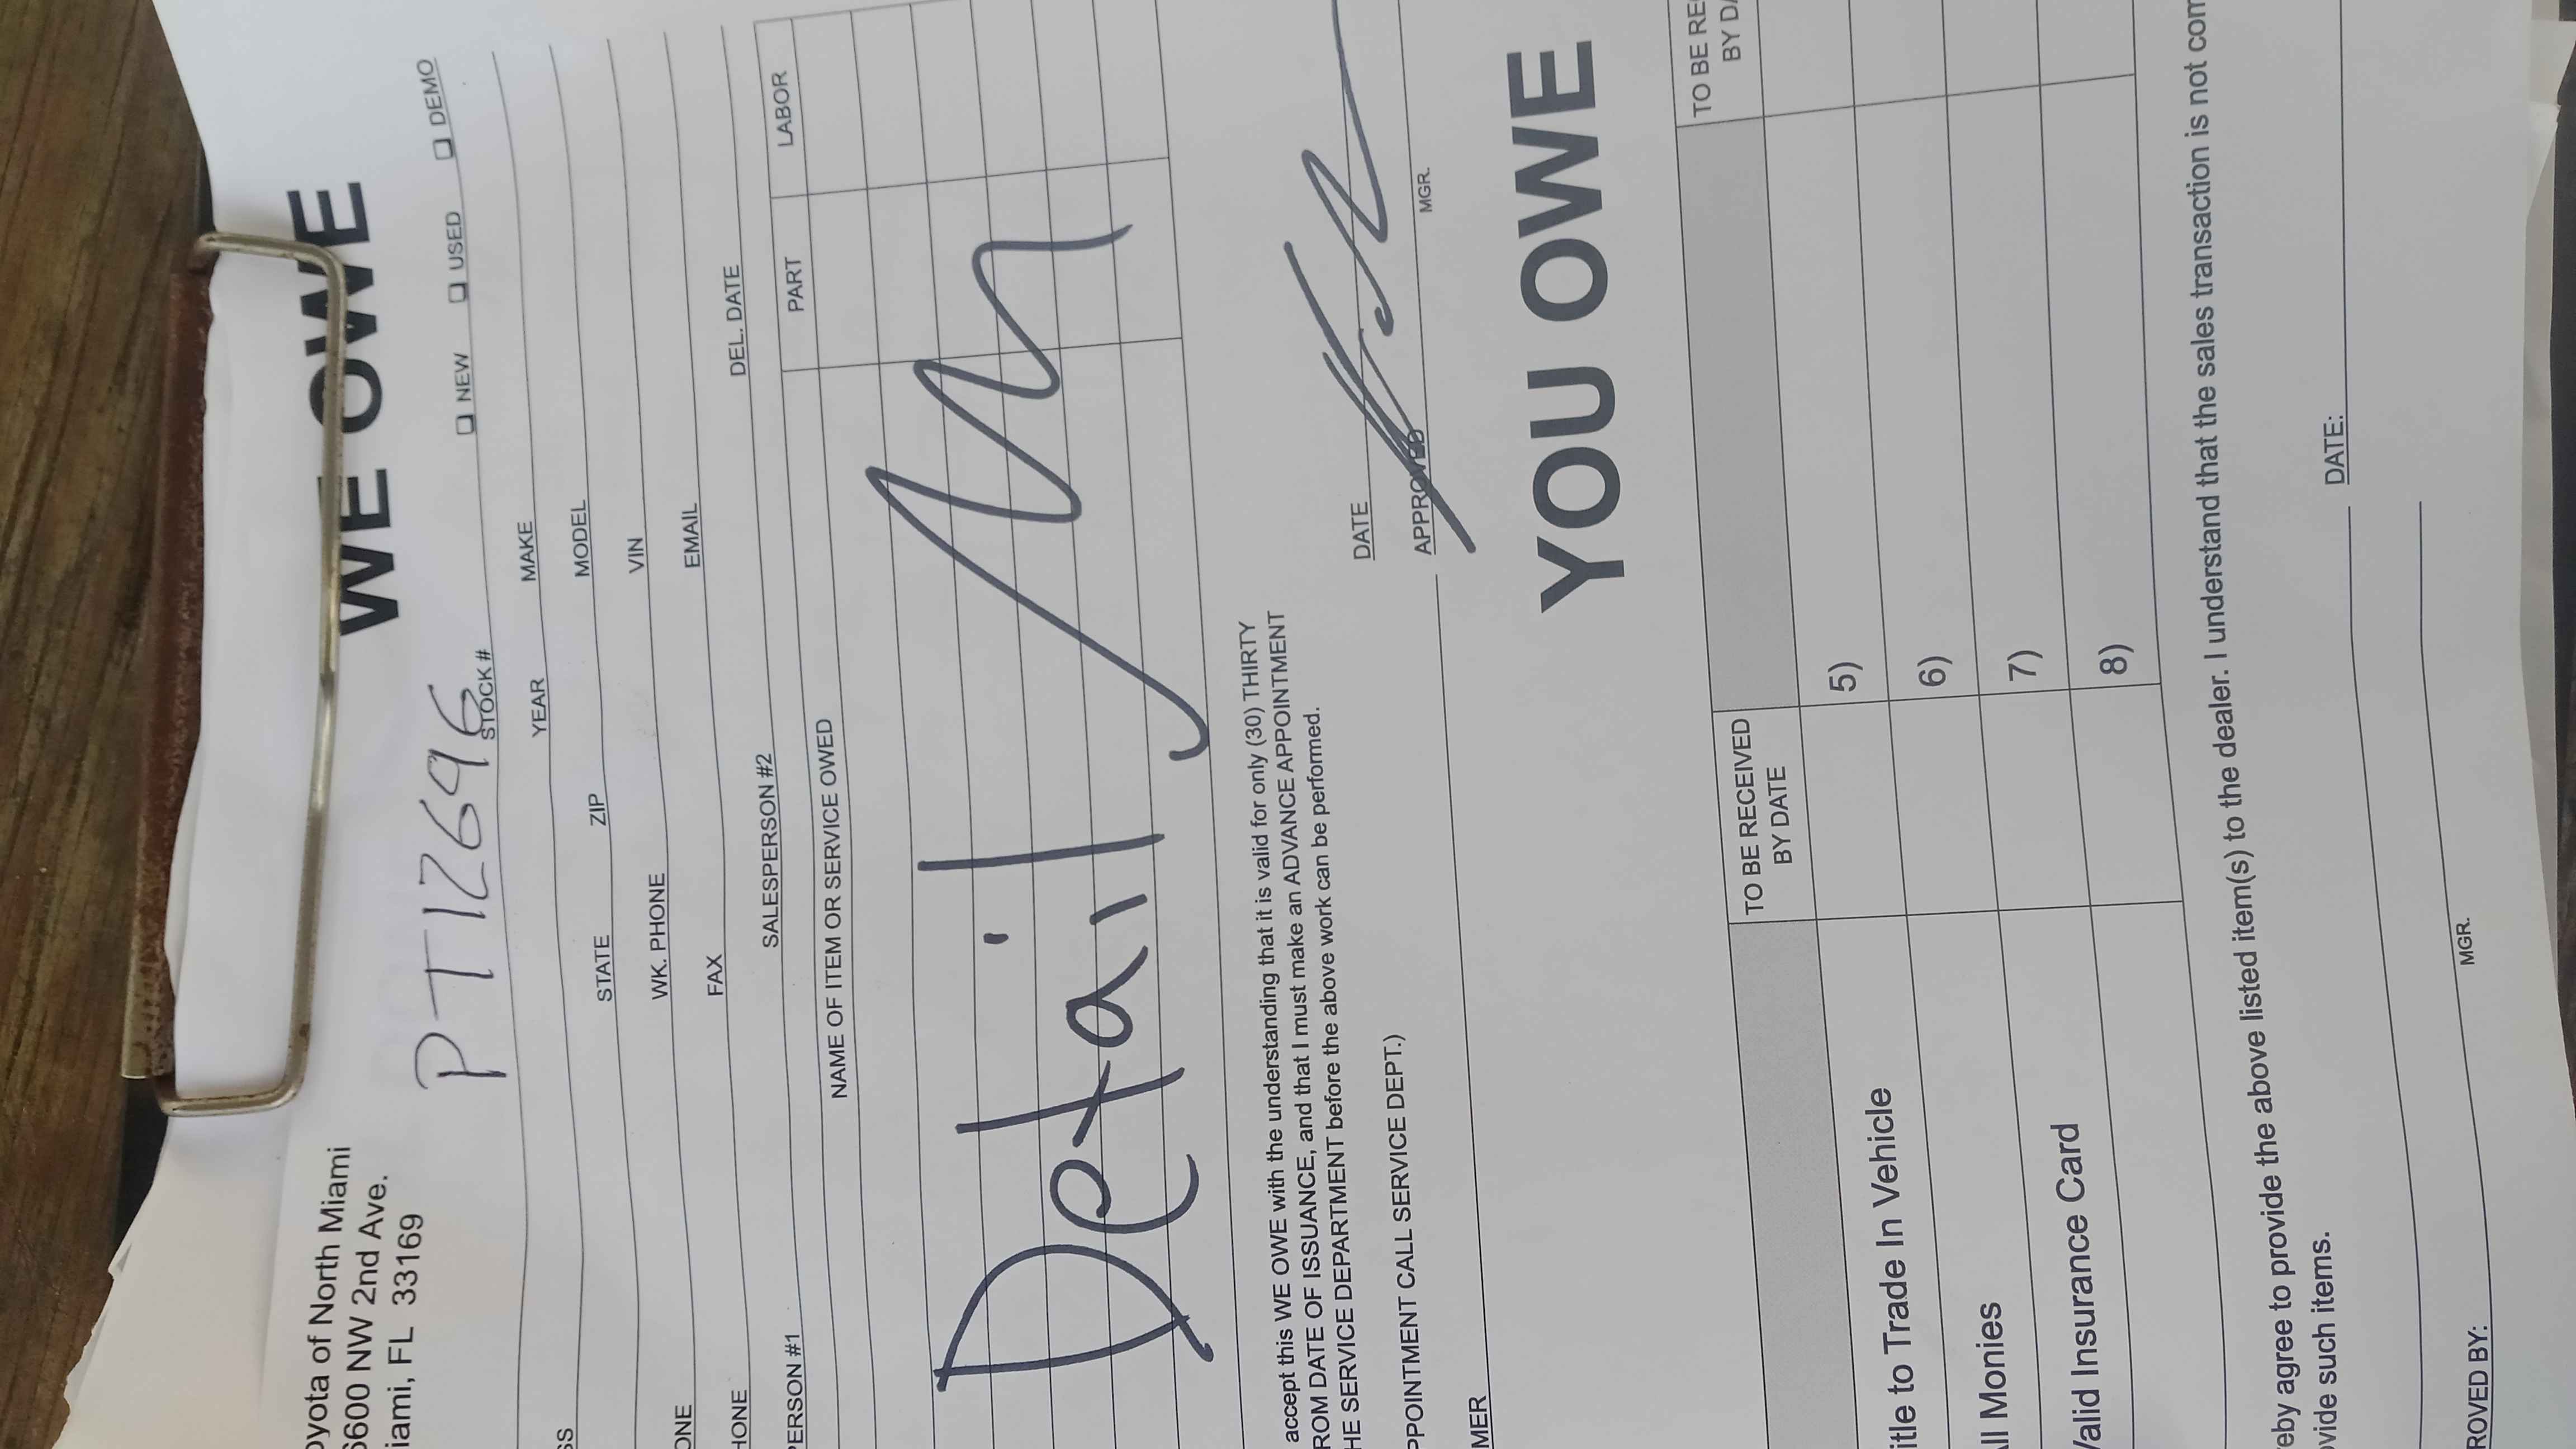 oyota of North Miami
6600 NW 2nd Ave.
iami, FL 33169
WE OWE
PT12696
STOCK #
❑ NEW ❑ USED ❑ DEMO
YEAR MAKE
SS STATE ZIP MODEL
ONE WK. PHONE VIN
HONE FAX EMAIL
PERSON #1 SALESPERSON #2 DEL. DATE
NAME OF ITEM OR SERVICE OWED PART LABOR
Detail
accept this WE OWE with the understanding that it is valid for only (30) THIRTY
ROM DATE OF ISSUANCE, and that I must make an ADVANCE APPOINTMENT
HE SERVICE DEPARTMENT before the above work can be performed.
DATE
PPOINTMENT CALL SERVICE DEPT.)
MER APPROVED MGR.
YOU OWE
TO BE RECEIVED
BY DATE
TO BE RE
BY DA
5)
itle to Trade In Vehicle 6)
ll Monies 7)
Valid Insurance Card 8)
eby agree to provide the above listed item(s) to the dealer. I understand that the sales transaction is not com
vide such items.
DATE:
ROVED BY: MGR.